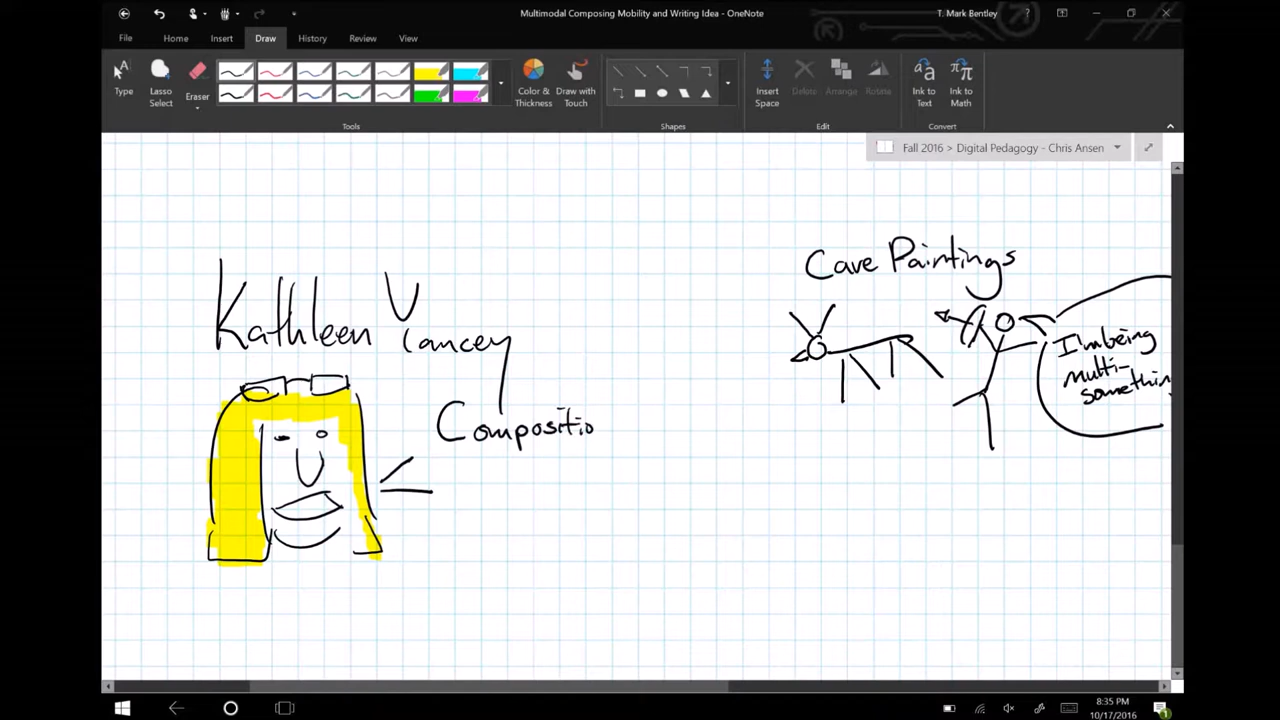 Multimodal Composing Mobility and Writing Idea - OneNote
T. Mark Bentley
?
File
Home
Insert
Draw
History
Review
View
Type
Lasso Select
Eraser
Color & Thickness
Draw with Touch
Insert Space
Delete
Arrange
Rotate
Ink to Text
Ink to Math
Tools
Shapes
Edit
Convert
Fall 2016 > Digital Pedagogy - Chris Ansen
Kathleen Yancey
Compositio
Cave Paintings
I'm being
multi-
somethin
8:35 PM
10/17/2016
1